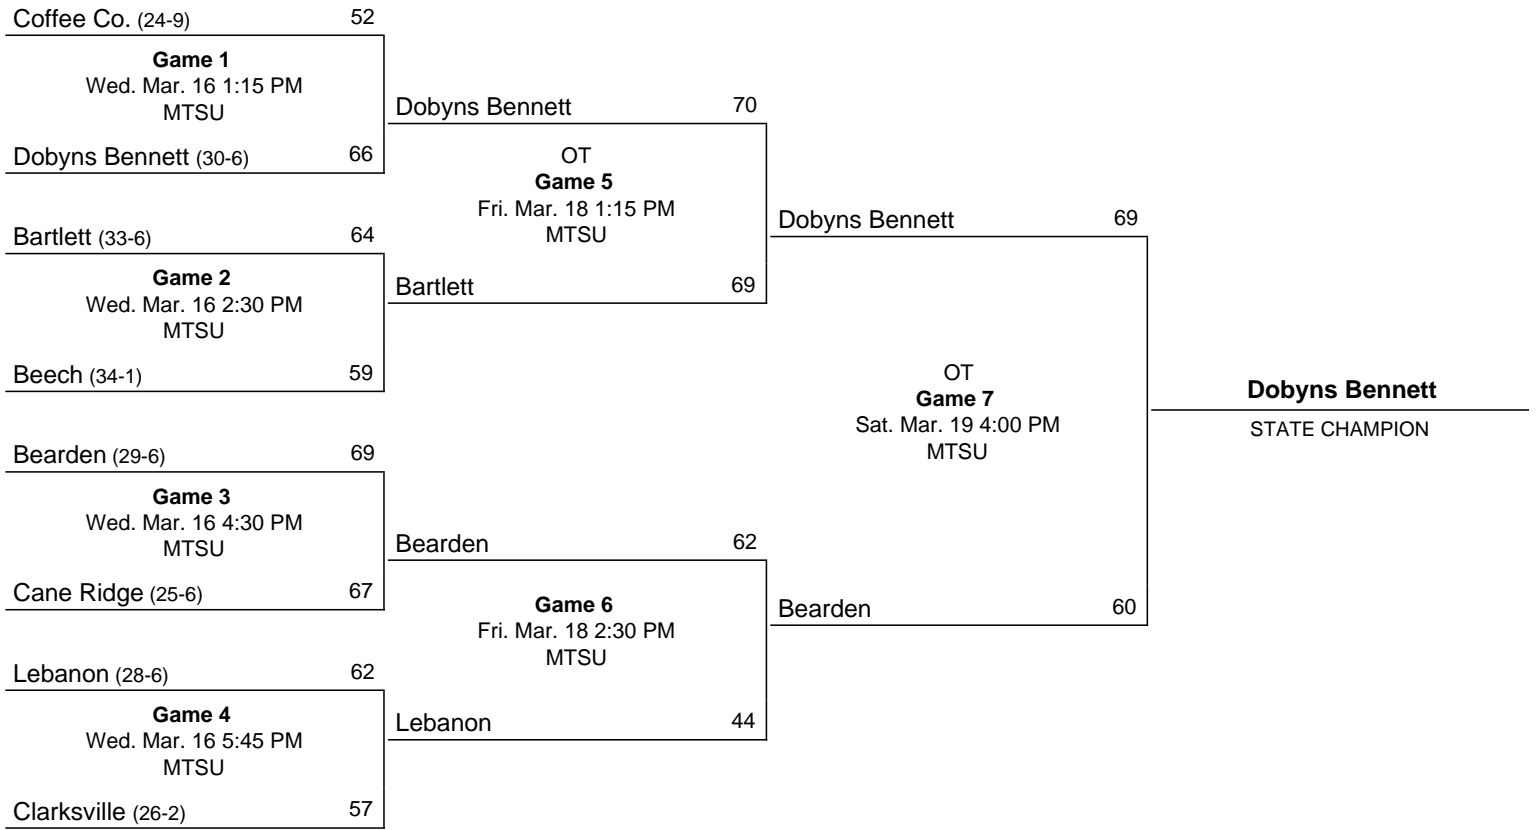 Coffee Co. (24-9) 52
Game 1
Wed. Mar. 16 1:15 PM
MTSU
Dobyns Bennett (30-6) 66
Bartlett (33-6) 64
Game 2
Wed. Mar. 16 2:30 PM
MTSU
Beech (34-1) 59
Bearden (29-6) 69
Game 3
Wed. Mar. 16 4:30 PM
MTSU
Cane Ridge (25-6) 67
Lebanon (28-6) 62
Game 4
Wed. Mar. 16 5:45 PM
MTSU
Clarksville (26-2) 57
Dobyns Bennett 70
OT
Game 5
Fri. Mar. 18 1:15 PM
MTSU
Bartlett 69
Bearden 62
Game 6
Fri. Mar. 18 2:30 PM
MTSU
Lebanon 44
Dobyns Bennett 69
OT
Game 7
Sat. Mar. 19 4:00 PM
MTSU
Bearden 60
Dobyns Bennett
STATE CHAMPION